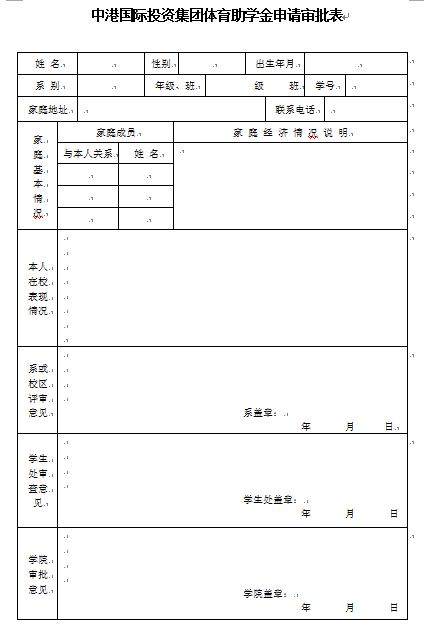 中港国际投资集团体育助学金申请审批表
姓 名 性别 出生年月
系 别 年级、班 级 班 学号
家庭地址 联系电话
家庭基本情况
家庭成员 家 庭 经 济 情 况 说 明
与本人关系 姓 名
本人
在校
表现
情况
系或
校区
评审
意见
系盖章：
年 月 日
学生
处审
查意
见
学生处盖章：
年 月 日
学院
审批
意见
学院盖章：
年 月 日